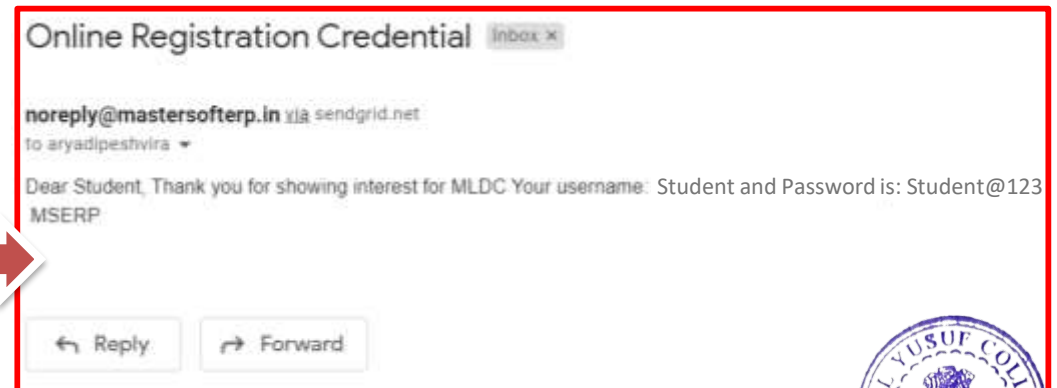 Online Registration Credential Inbox ×
noreply@mastersofterp.in via sendgrid.net
to aryadipeshvira
Dear Student, Thank you for showing interest for MLDC Your username: Student and Password is: Student@123
MSERP
Reply Forward
YUSUF